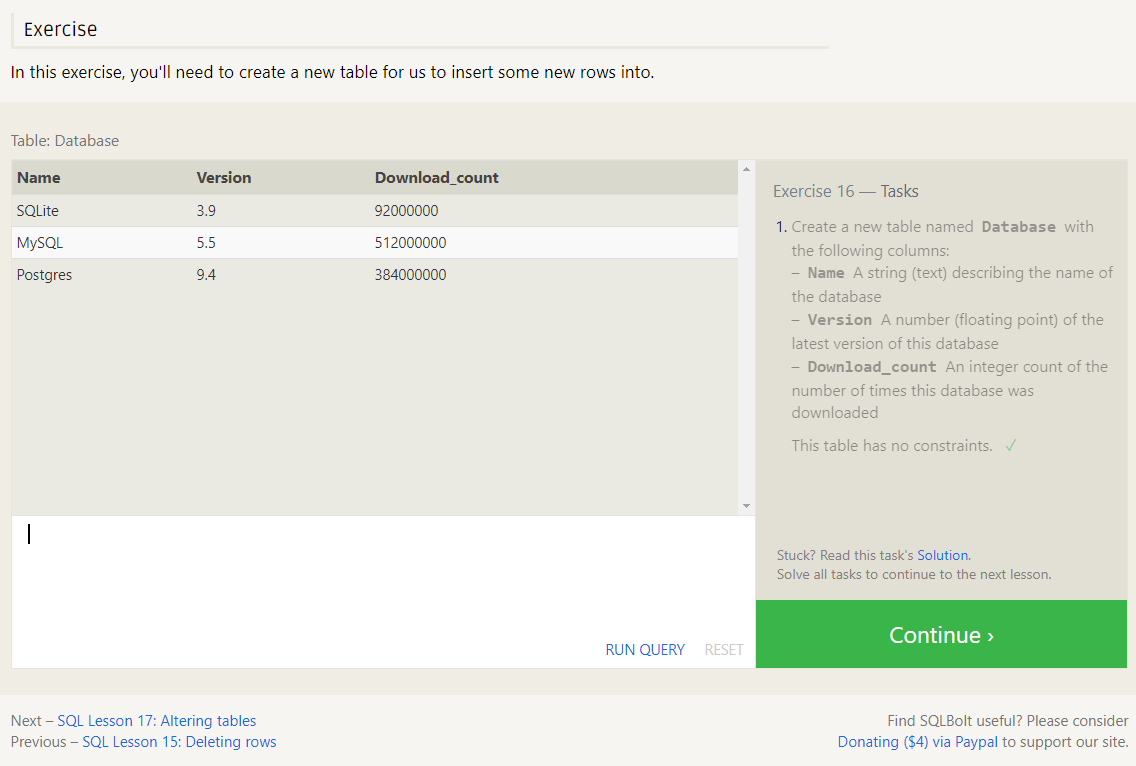 Exercise
In this exercise, you'll need to create a new table for us to insert some new rows into.
Table: Database
Name Version Download_count
SQLite 3.9 92000000
MySQL 5.5 512000000
Postgres 9.4 384000000
RUN QUERY RESET
Exercise 16 — Tasks
1. Create a new table named Database with
the following columns:
– Name A string (text) describing the name of
the database
– Version A number (floating point) of the
latest version of this database
– Download_count An integer count of the
number of times this database was
downloaded
This table has no constraints. ✓
Stuck? Read this task's Solution.
Solve all tasks to continue to the next lesson.
Continue ›
Next – SQL Lesson 17: Altering tables
Previous – SQL Lesson 15: Deleting rows
Find SQLBolt useful? Please consider
Donating ($4) via Paypal to support our site.